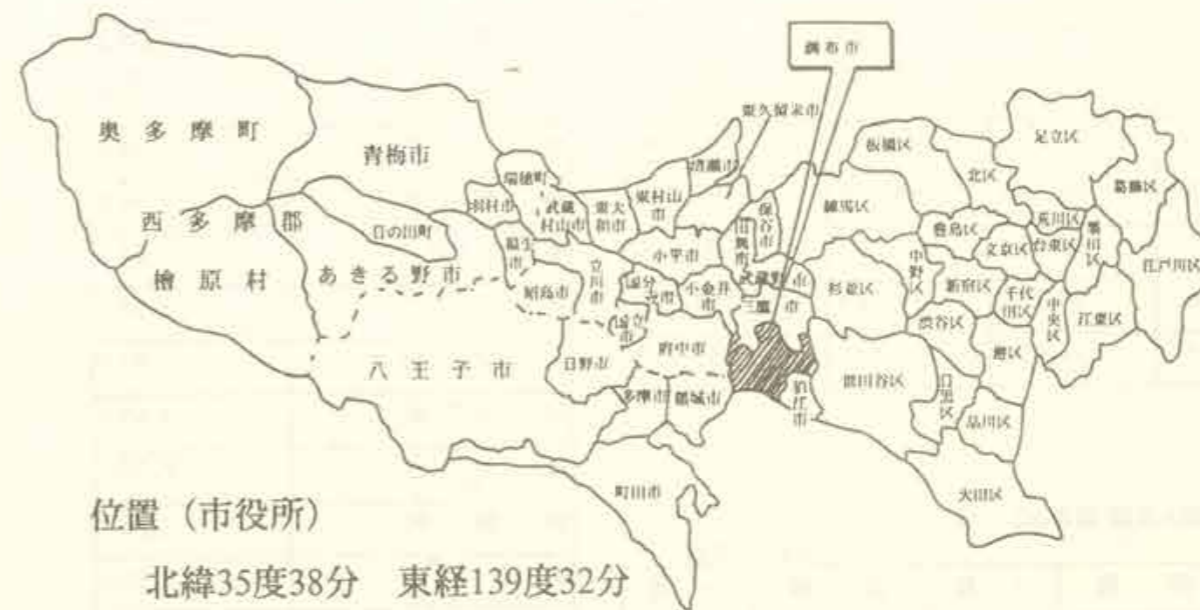 調布市
東久留米市
奥多摩町
青梅市
瑞穂町
羽村市
武蔵
村山市
東大
和市
東村山
市
清瀬市
保谷市
田無市
練馬区
板橋区
北区
足立区
葛飾区
西多摩郡
日の出町
檜原村
あきる野市
福生市
昭島市
立川市
小平市
国分
寺市
小金井
市
武蔵野市
三鷹市
杉並区
中野区
豊島区
文京区
荒川区
台東区
墨田区
江戸川区
新宿区
千代
田区
中央区
江東区
渋谷区
港区
国立市
八王子市
日野市
府中市
多摩市
稲城市
狛江市
世田谷区
目黒区
品川区
大田区
町田市
位置（市役所）
北緯35度38分 東経139度32分